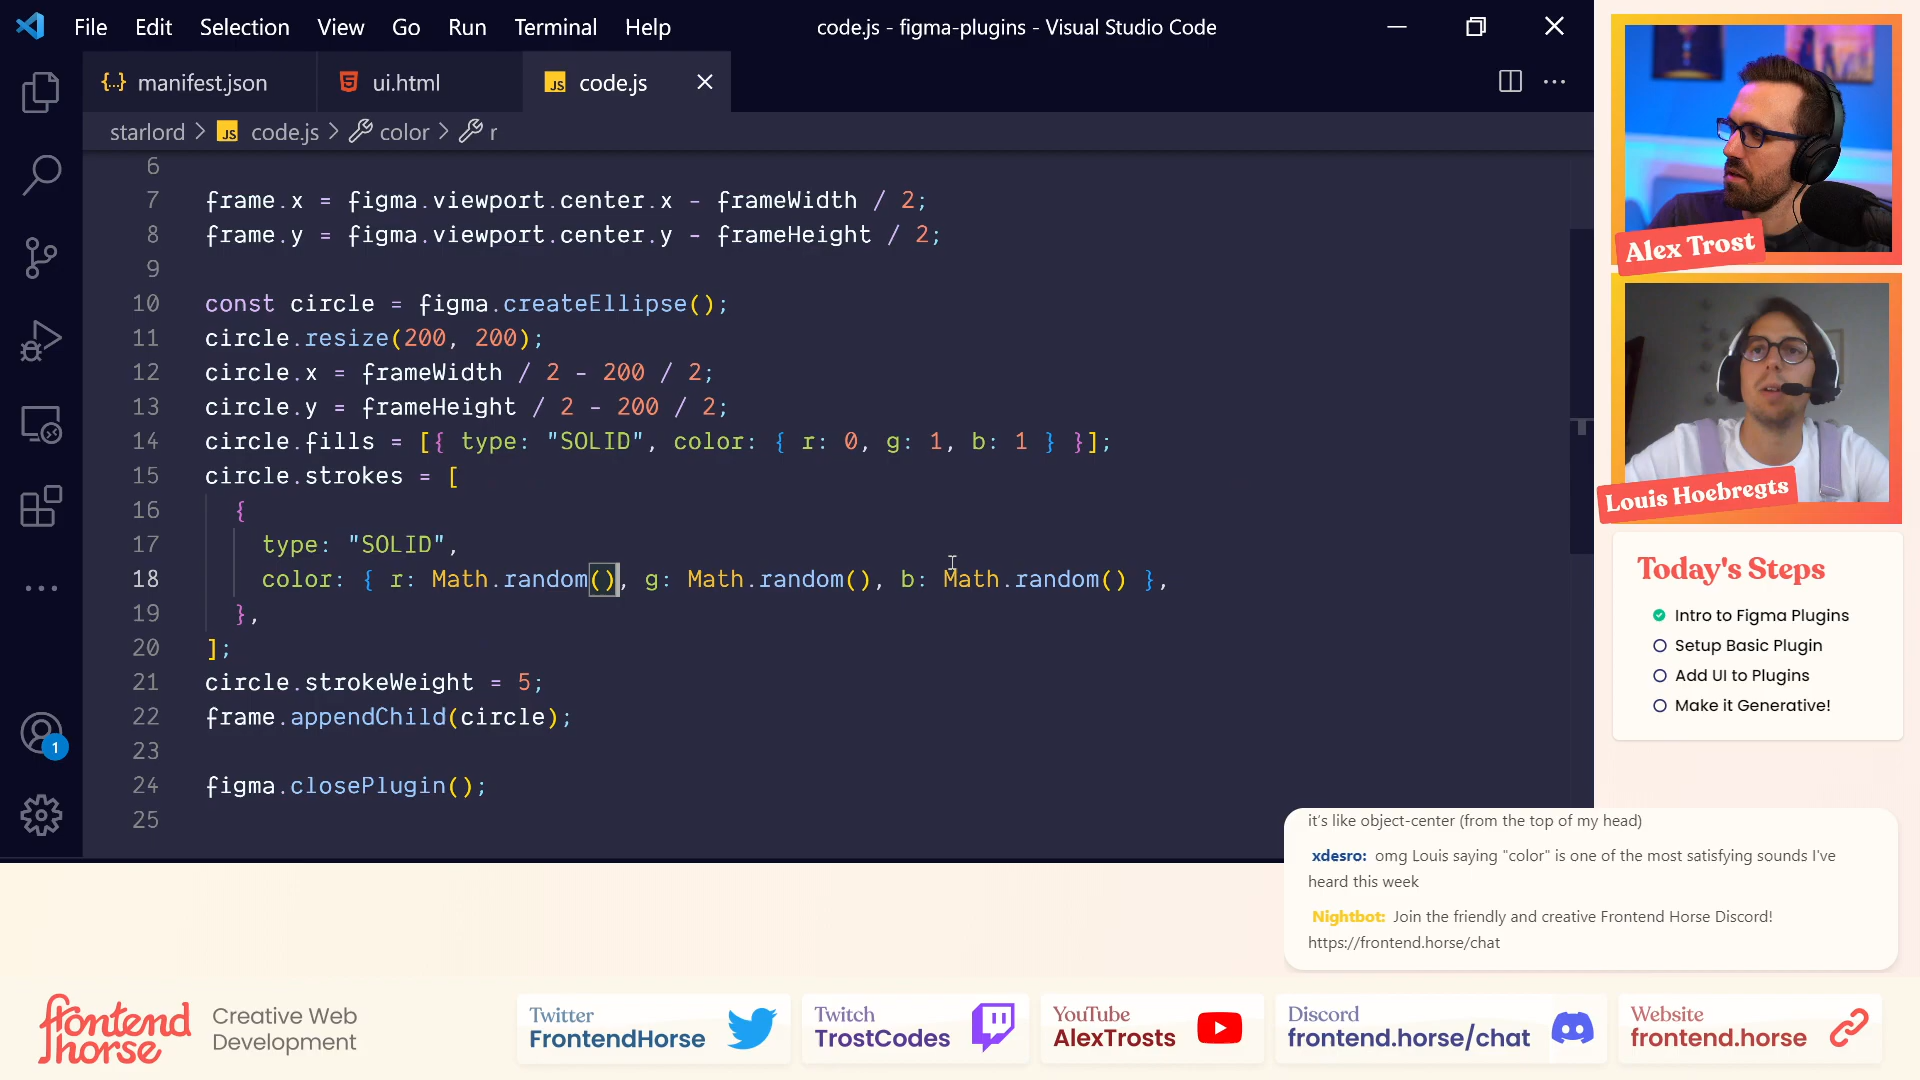 File Edit Selection View Go Run Terminal Help
code.js - figma-plugins - Visual Studio Code
manifest.json
ui.html
JS code.js
starlord > JS code.js > color > r
6
7 frame.x = figma.viewport.center.x - frameWidth / 2;
8 frame.y = figma.viewport.center.y - frameHeight / 2;
9
10 const circle = figma.createEllipse();
11 circle.resize(200, 200);
12 circle.x = frameWidth / 2 - 200 / 2;
13 circle.y = frameHeight / 2 - 200 / 2;
14 circle.fills = [{ type: "SOLID", color: { r: 0, g: 1, b: 1 } }];
15 circle.strokes = [
16 {
17 type: "SOLID",
18 color: { r: Math.random(), g: Math.random(), b: Math.random() },
19 },
20 ];
21 circle.strokeWeight = 5;
22 frame.appendChild(circle);
23
24 figma.closePlugin();
25
1
Alex Trost
Louis Hoebregts
Today's Steps
Intro to Figma Plugins
Setup Basic Plugin
Add UI to Plugins
Make it Generative!
it's like object-center (from the top of my head)
xdesro: omg Louis saying "color" is one of the most satisfying sounds I've
heard this week
Nightbot: Join the friendly and creative Frontend Horse Discord!
https://frontend.horse/chat
frontend
horse
Creative Web
Development
Twitter
FrontendHorse
Twitch
TrostCodes
YouTube
AlexTrosts
Discord
frontend.horse/chat
Website
frontend.horse